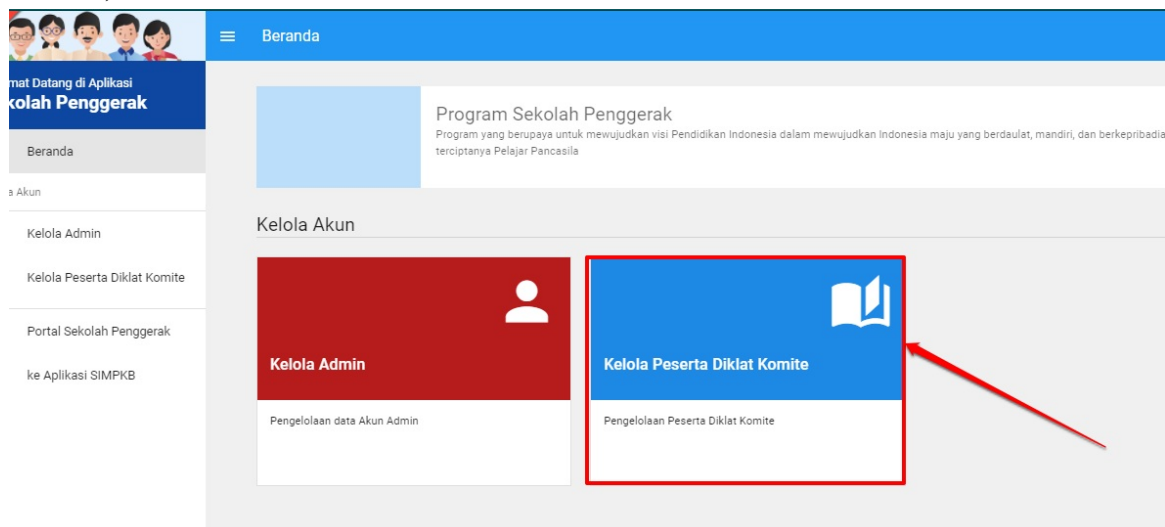 Beranda
mat Datang di Aplikasi
kolah Penggerak
Beranda
a Akun
Kelola Admin
Kelola Peserta Diklat Komite
Portal Sekolah Penggerak
ke Aplikasi SIMPKB
Program Sekolah Penggerak
Program yang berupaya untuk mewujudkan visi Pendidikan Indonesia dalam mewujudkan Indonesia maju yang berdaulat, mandiri, dan berkepribadia
terciptanya Pelajar Pancasila
Kelola Akun
Kelola Admin
Pengelolaan data Akun Admin
Kelola Peserta Diklat Komite
Pengelolaan Peserta Diklat Komite